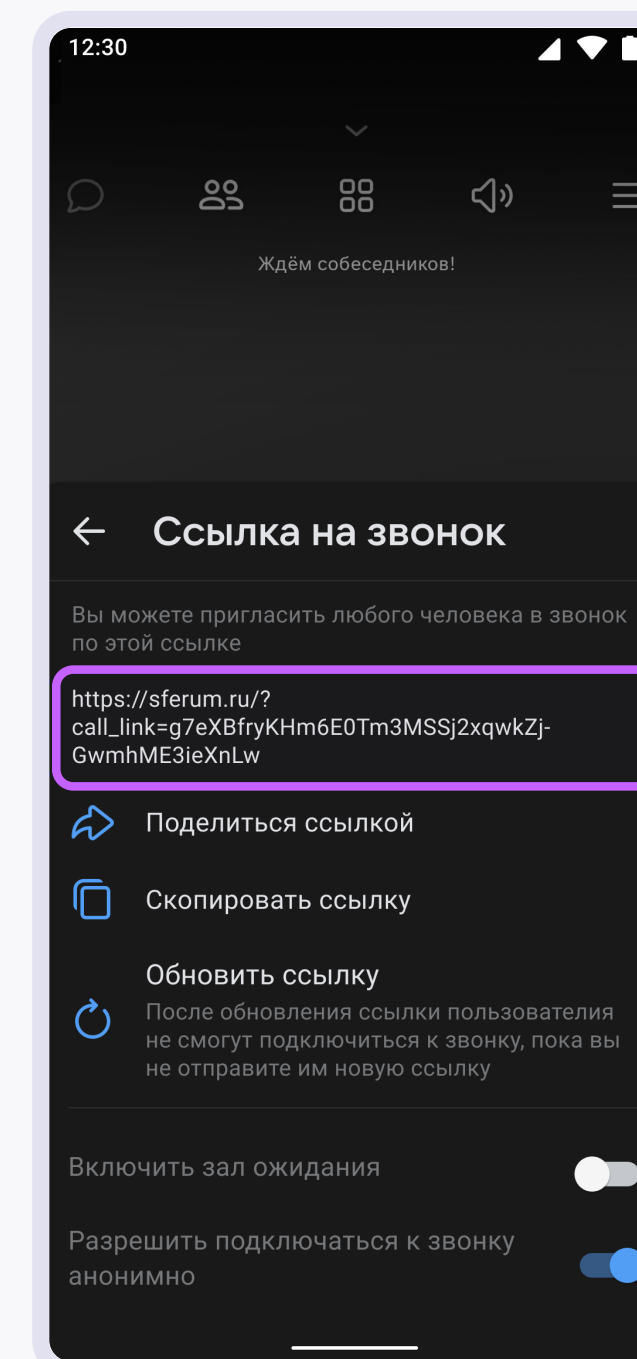 12:30
Ждём собеседников!
Ссылка на звонок
Вы можете пригласить любого человека в звонок
по этой ссылке
https://sferum.ru/?
call_link=g7eXBfryKHm6E0Tm3MSSj2xqwkZj-
GwmhME3ieXnLw
Поделиться ссылкой
Скопировать ссылку
Обновить ссылку
После обновления ссылки пользователия
не смогут подключиться к звонку, пока вы
не отправите им новую ссылку
Включить зал ожидания
Разрешить подключаться к звонку
анонимно